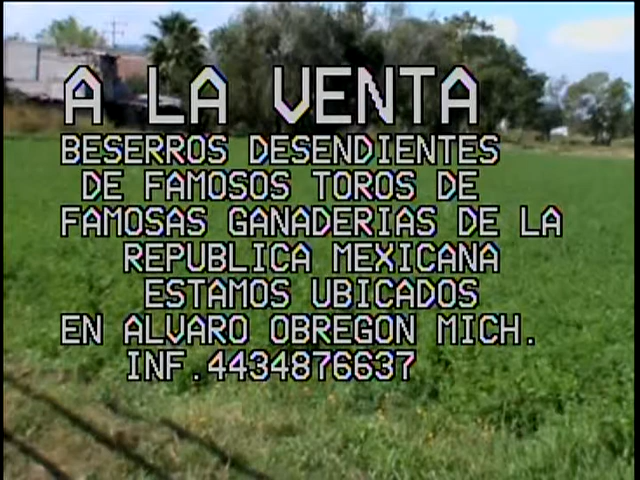 A LA VENTA
BESERROS DESENDIENTES
DE FAMOSOS TOROS DE
FAMOSAS GANADERIAS DE LA
REPUBLICA MEXICANA
ESTAMOS UBICADOS
EN ALVARO OBREGON MICH.
INF.4434876637